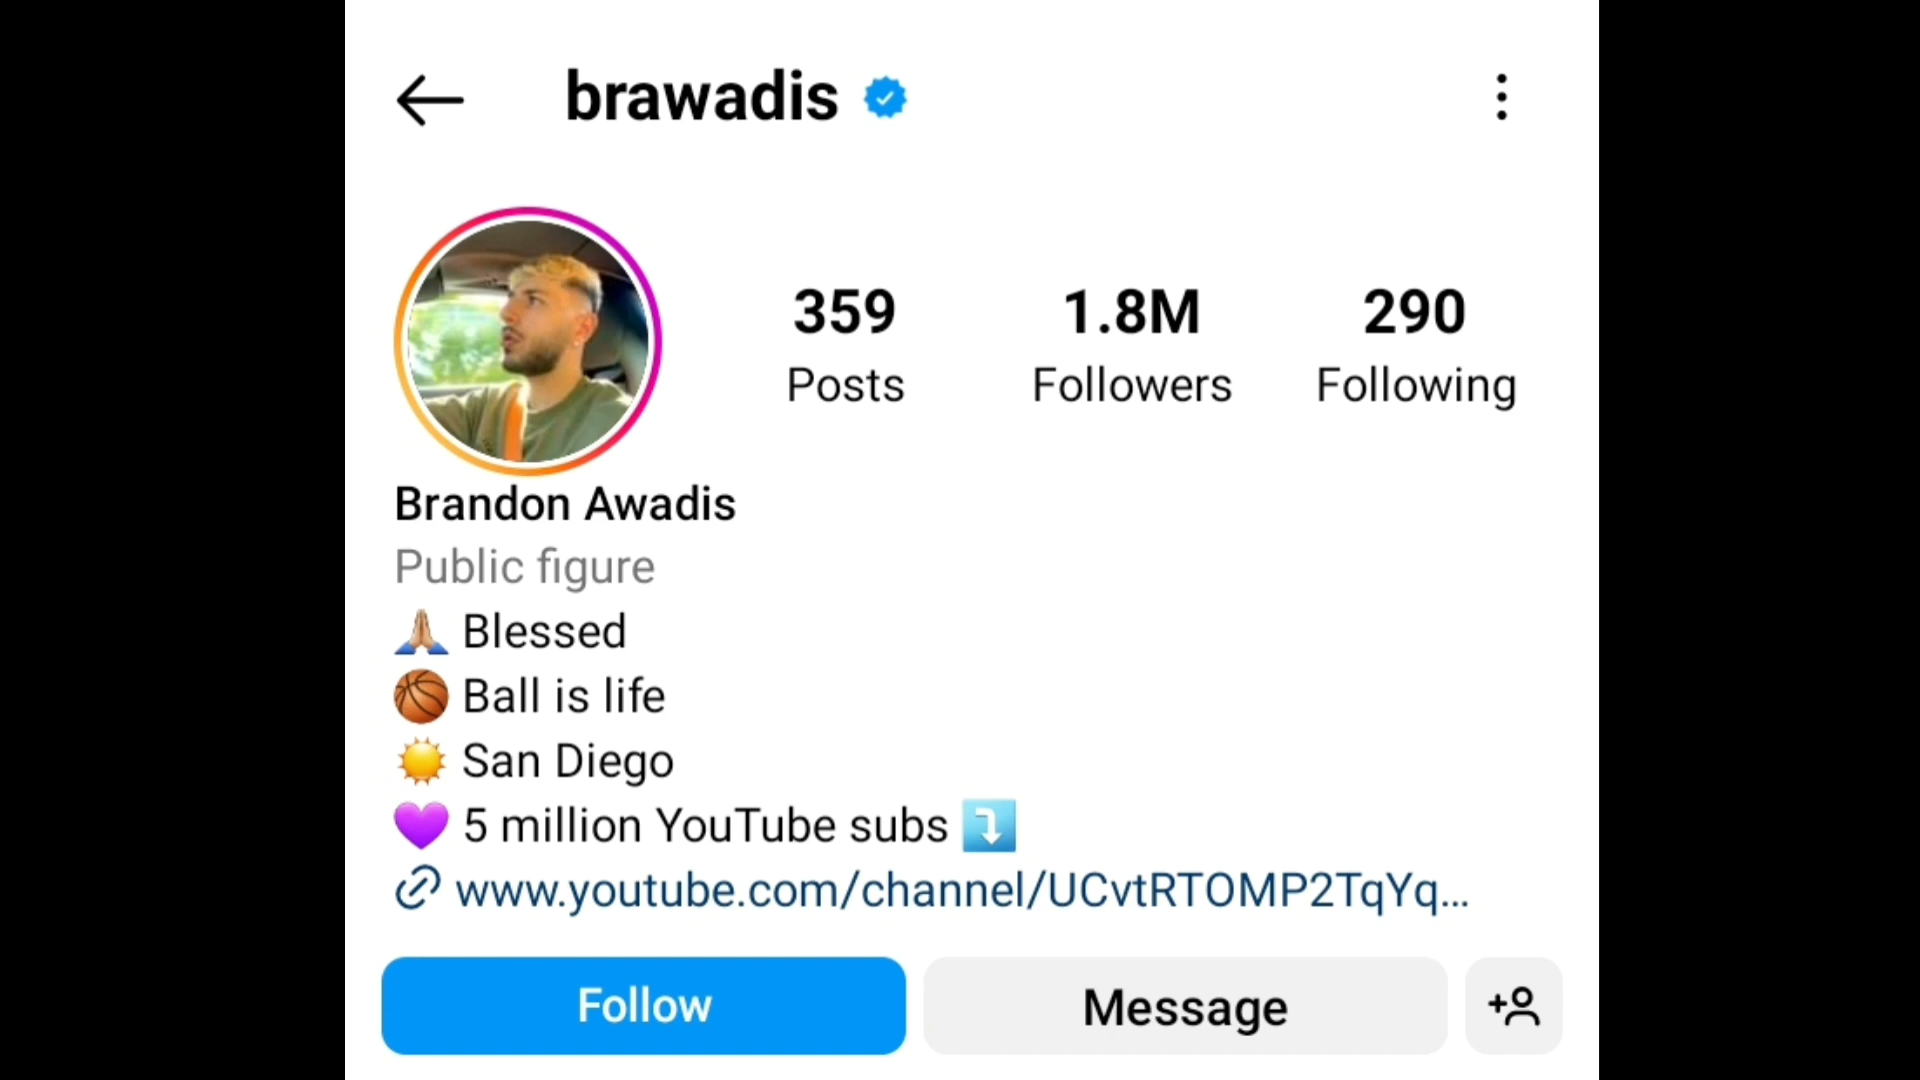 brawadis
359 1.8M 290
Posts Followers Following
Brandon Awadis
Public figure
🙏🏼 Blessed
🏀 Ball is life
☀️ San Diego
💜 5 million YouTube subs ⤵️
www.youtube.com/channel/UCvtRTOMP2TqYq...
Follow Message